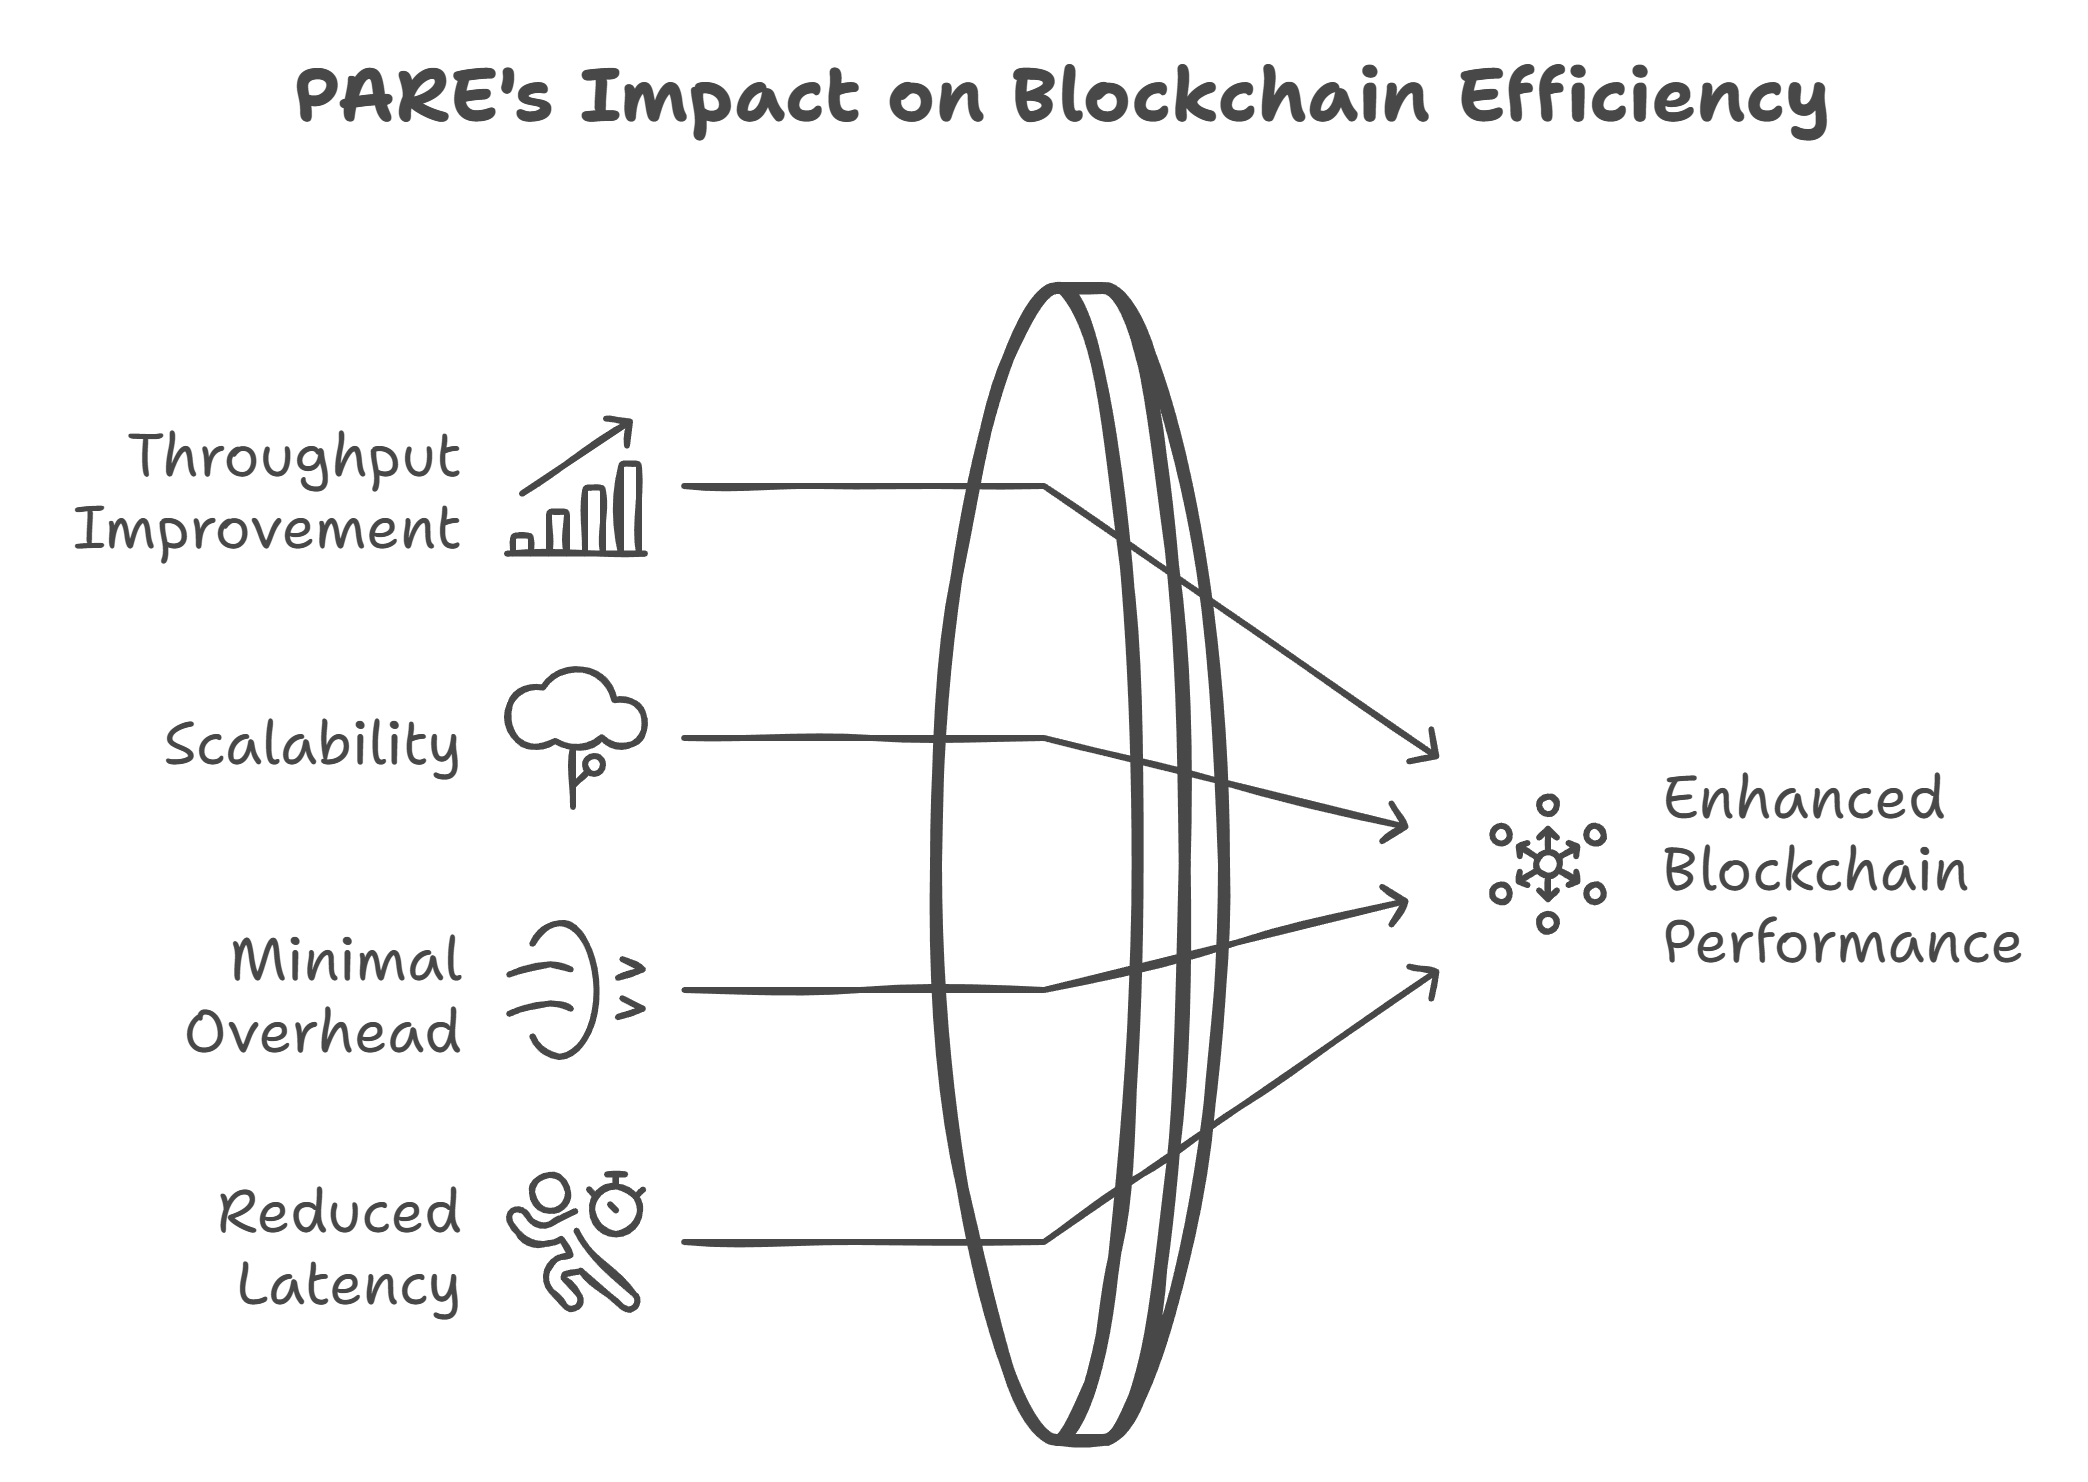 PARE's Impact on Blockchain Efficiency
Throughput
Improvement
Scalability
Minimal
Overhead
Reduced
Latency
Enhanced
Blockchain
Performance